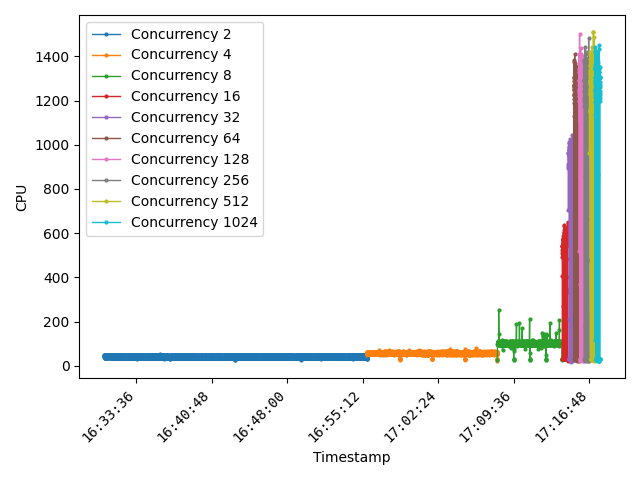 Concurrency 2
Concurrency 4
Concurrency 8
Concurrency 16
Concurrency 32
Concurrency 64
Concurrency 128
Concurrency 256
Concurrency 512
Concurrency 1024
1400
1200
1000
800
600
400
200
0
CPU
16:33:36
16:40:48
16:48:00
16:55:12
17:02:24
17:09:36
17:16:48
Timestamp